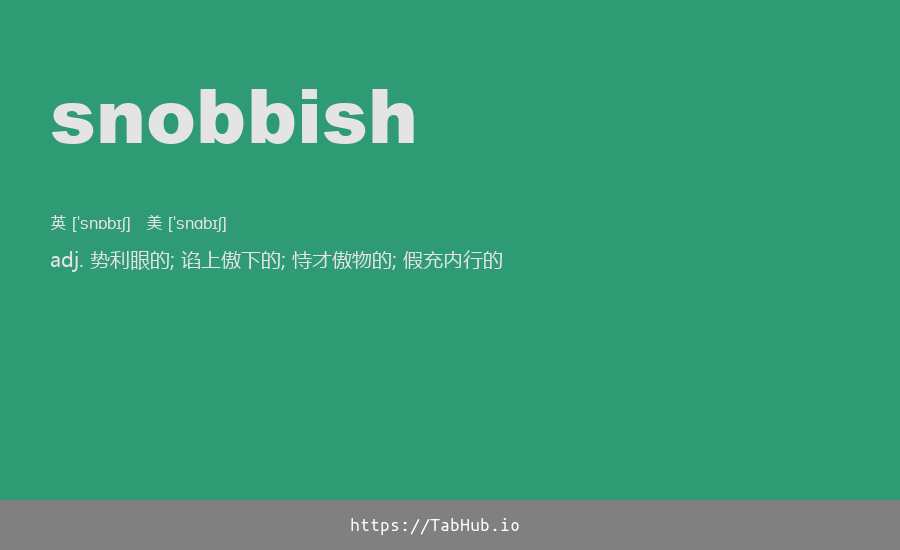 snobbish
英 [ˈsnɒbɪʃ] 美 [ˈsnɑbɪʃ]
adj. 势利眼的; 谄上傲下的; 恃才傲物的; 假充内行的
https://TabHub.io